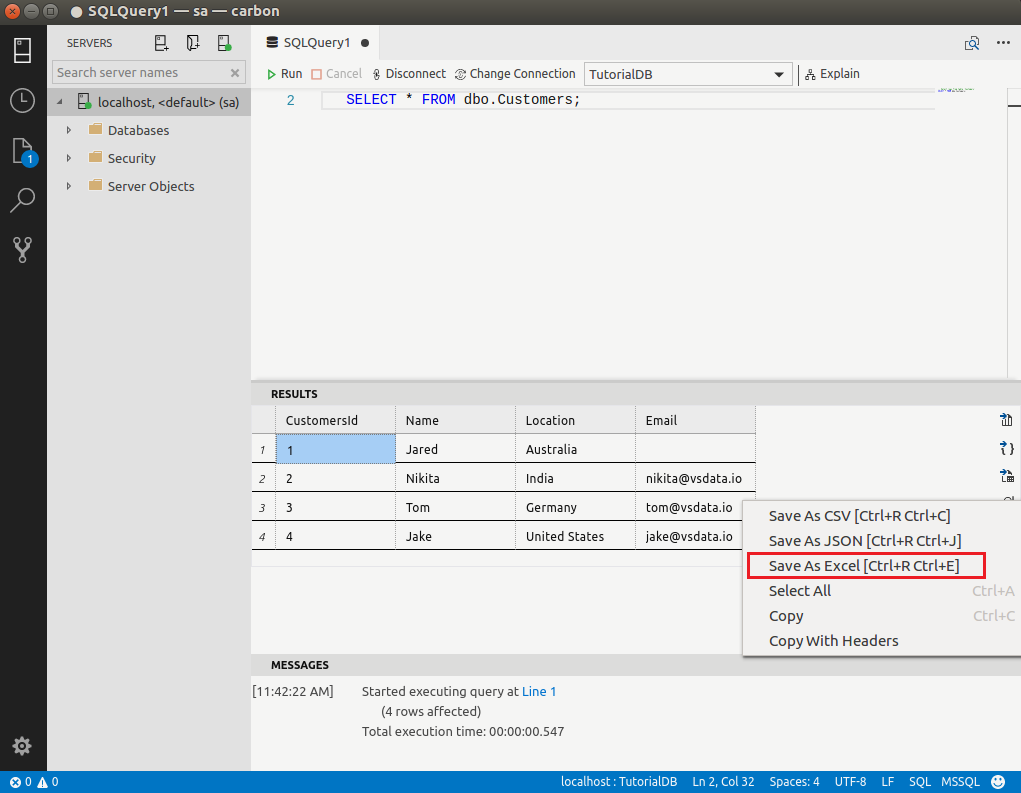 SQLQuery1 — sa — carbon
SERVERS
Search server names
localhost, <default> (sa)
Databases
Security
Server Objects
1
SQLQuery1
Run Cancel Disconnect Change Connection TutorialDB Explain
2 SELECT * FROM dbo.Customers;
RESULTS
CustomersId Name Location Email
1 1 Jared Australia
2 2 Nikita India nikita@vsdata.io
3 3 Tom Germany tom@vsdata.io
4 4 Jake United States jake@vsdata.io
Save As CSV [Ctrl+R Ctrl+C]
Save As JSON [Ctrl+R Ctrl+J]
Save As Excel [Ctrl+R Ctrl+E]
Select All Ctrl+A
Copy Ctrl+C
Copy With Headers
MESSAGES
[11:42:22 AM] Started executing query at Line 1
(4 rows affected)
Total execution time: 00:00:00.547
0 0 localhost : TutorialDB Ln 2, Col 32 Spaces: 4 UTF-8 LF SQL MSSQL